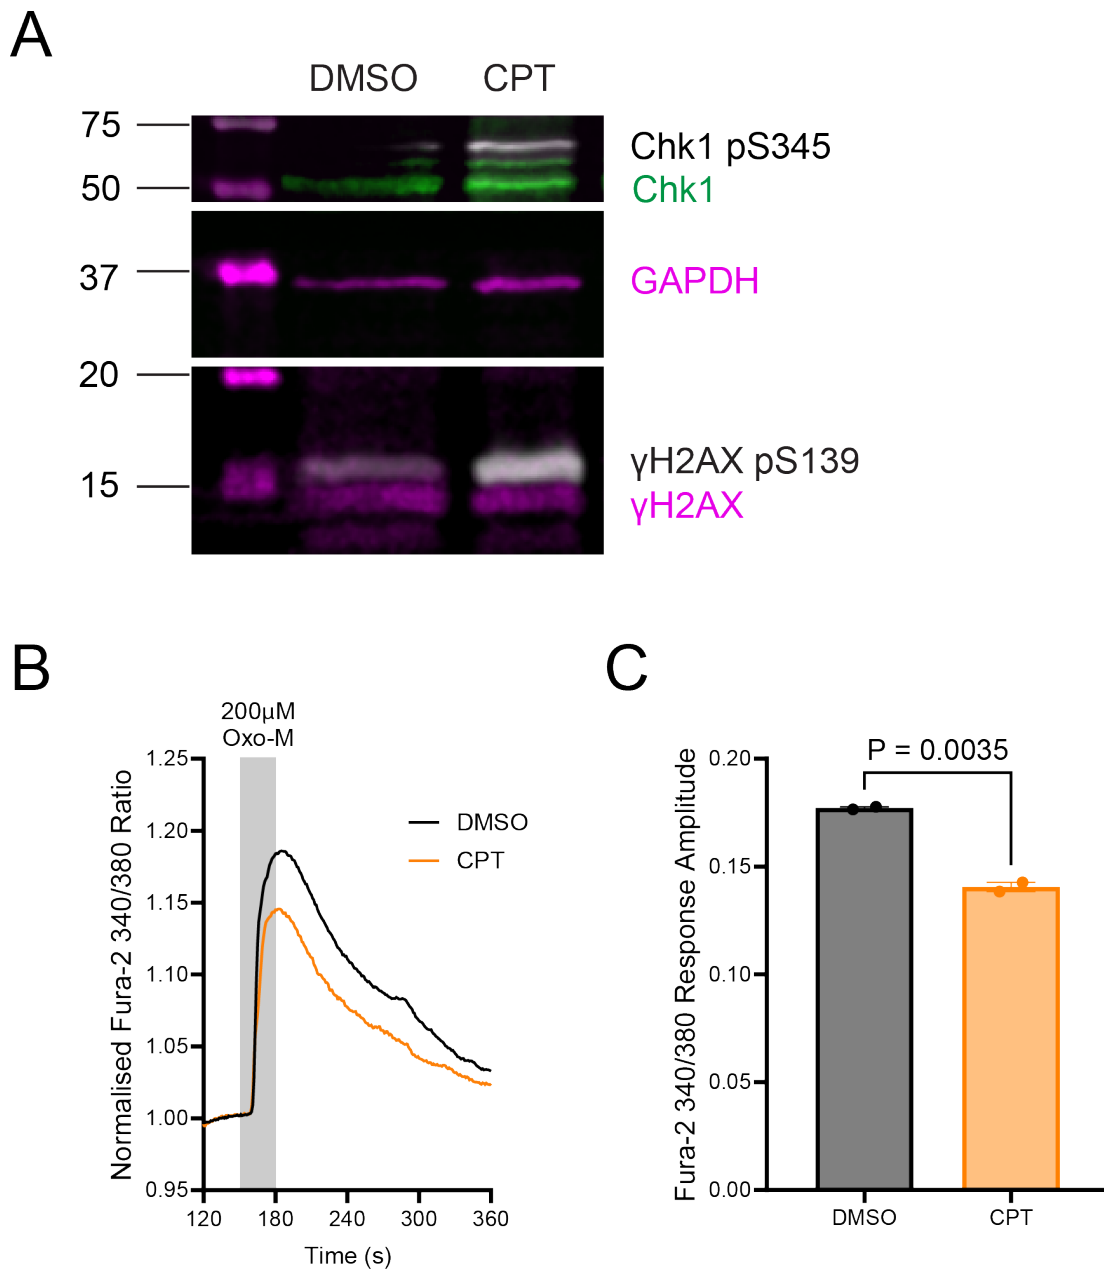 A
DMSO
CPT
75
Chk1 pS345
50
Chk1
37
GAPDH
20
γH2AX pS139
15
γH2AX
B
200µM
Oxo-M
Normalised Fura-2 340/380 Ratio
1.25
1.20
1.15
1.10
1.05
1.00
0.95
DMSO
CPT
120
180
240
300
360
Time (s)
C
P = 0.0035
Fura-2 340/380 Response Amplitude
0.20
0.15
0.10
0.05
0.00
DMSO
CPT